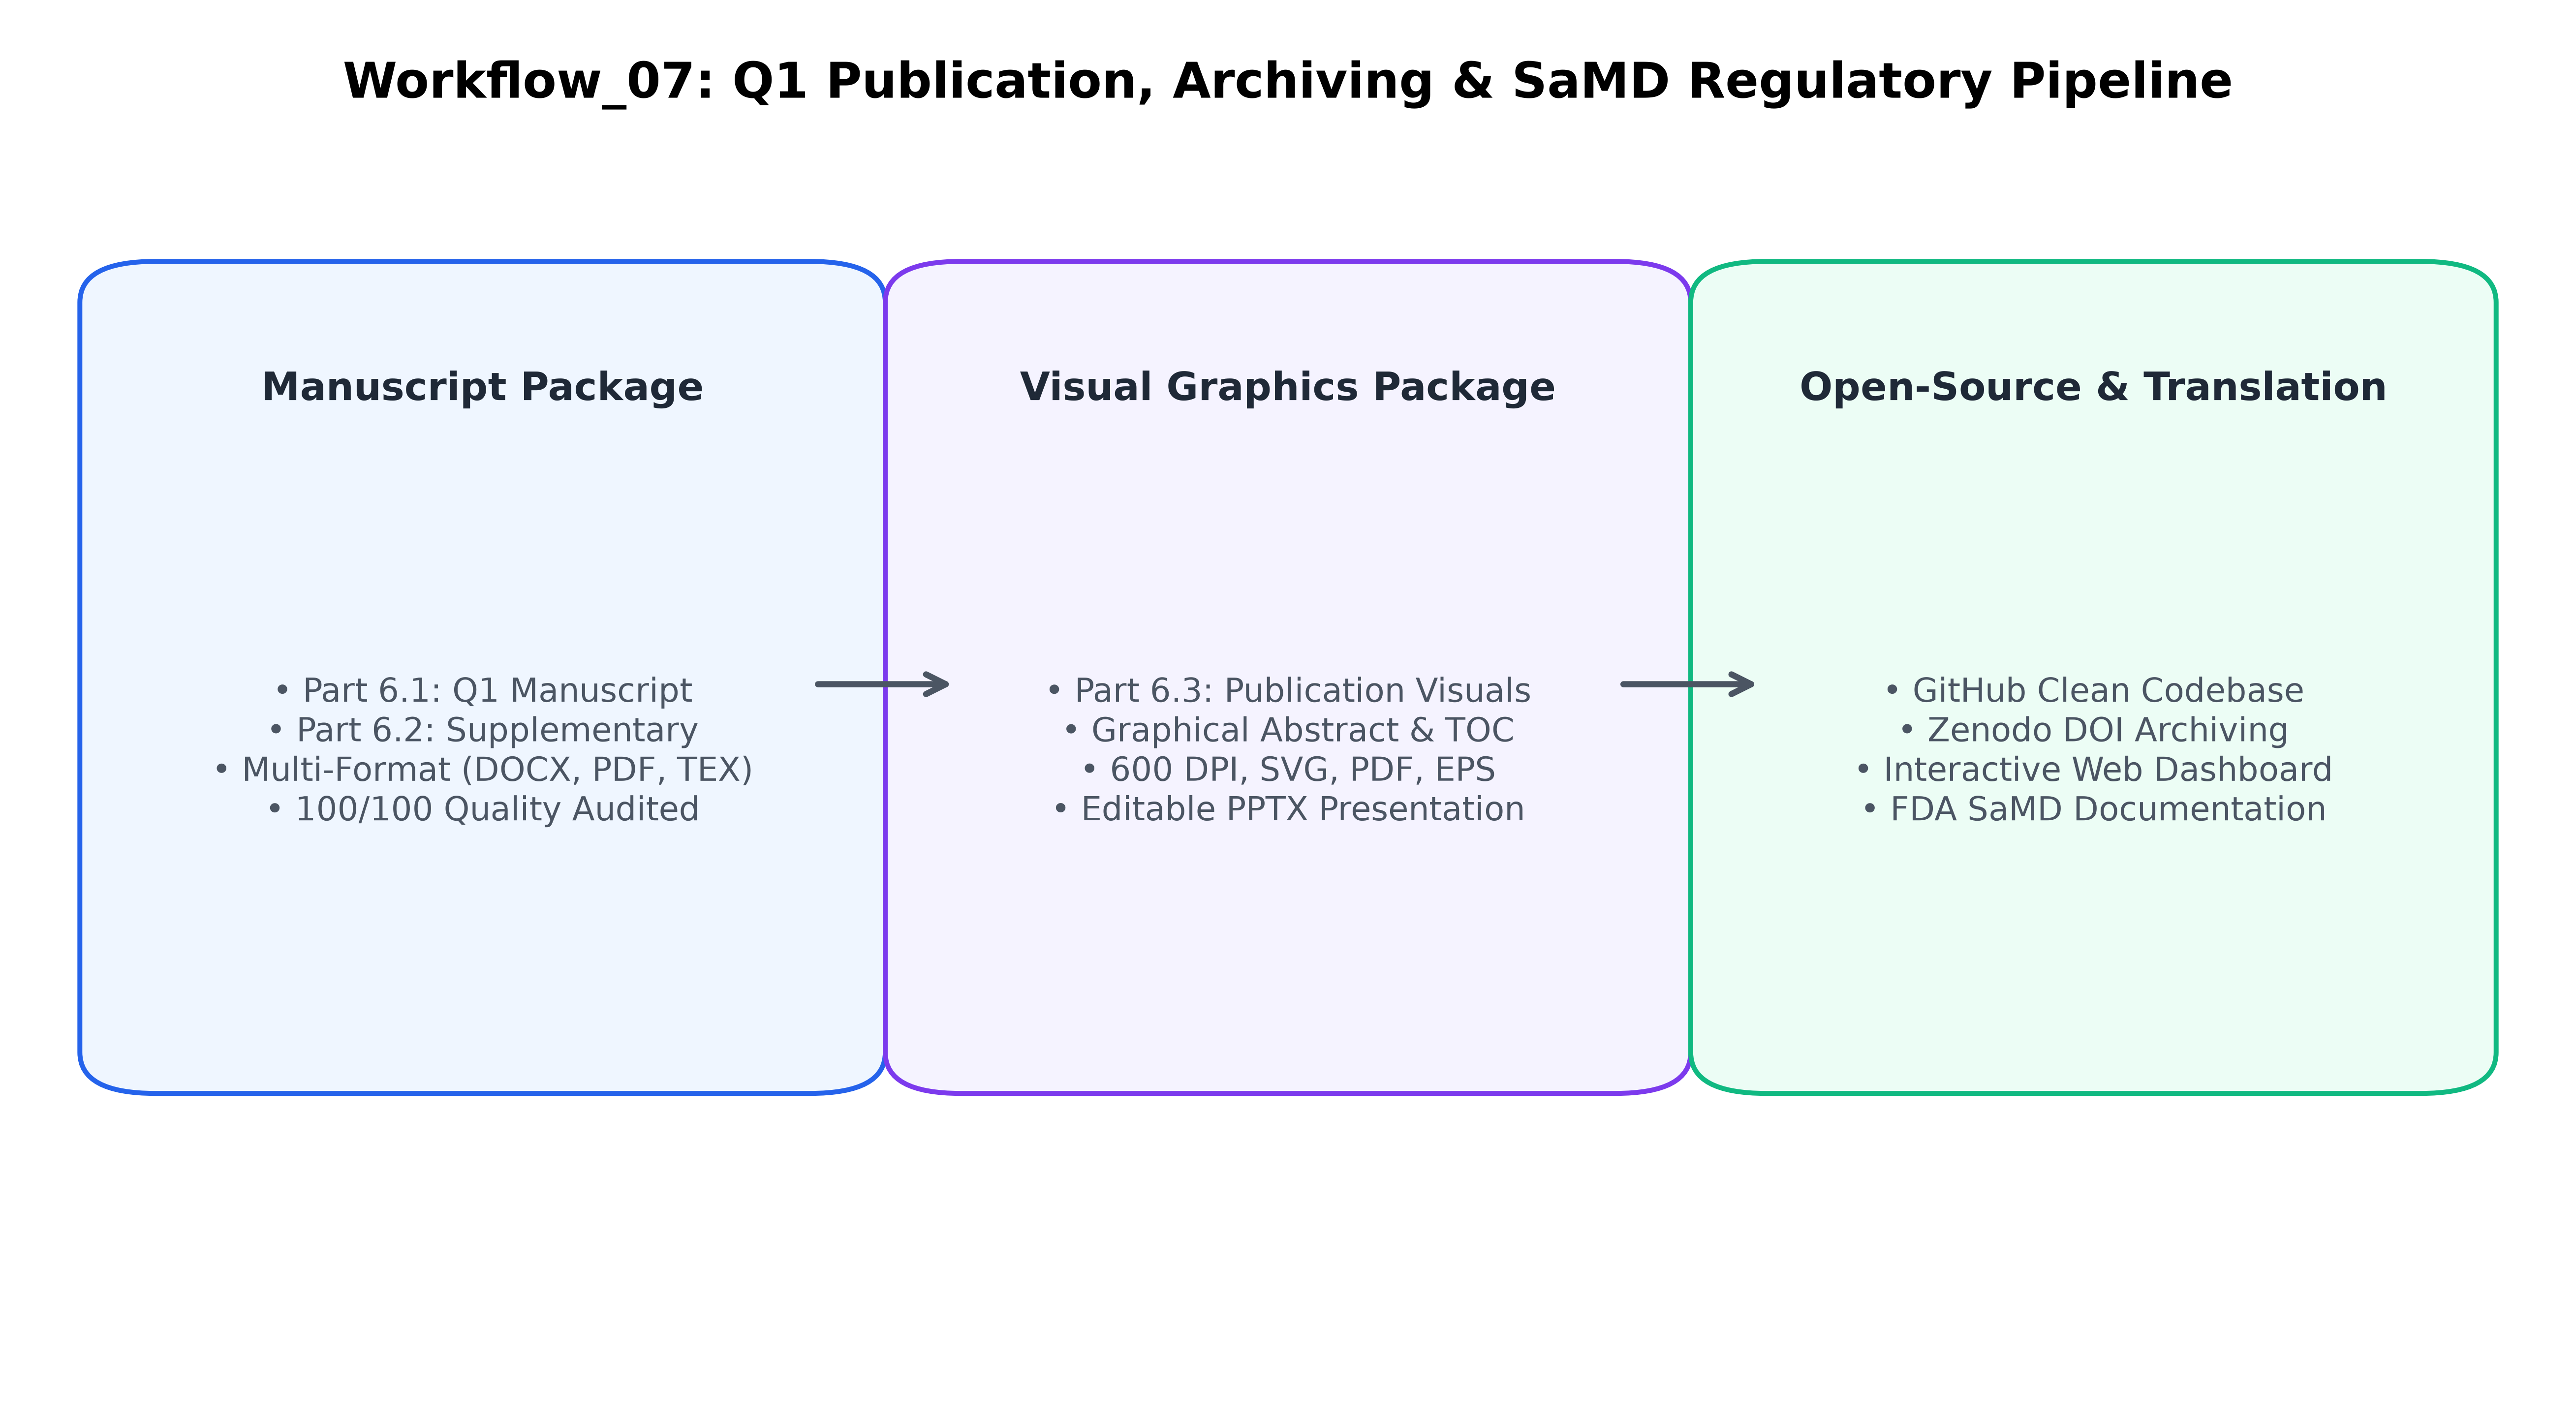 Workflow_07: Q1 Publication, Archiving & SaMD Regulatory Pipeline
Manuscript Package
• Part 6.1: Q1 Manuscript
• Part 6.2: Supplementary
• Multi-Format (DOCX, PDF, TEX)
• 100/100 Quality Audited
Visual Graphics Package
• Part 6.3: Publication Visuals
• Graphical Abstract & TOC
• 600 DPI, SVG, PDF, EPS
• Editable PPTX Presentation
Open-Source & Translation
• GitHub Clean Codebase
• Zenodo DOI Archiving
• Interactive Web Dashboard
• FDA SaMD Documentation